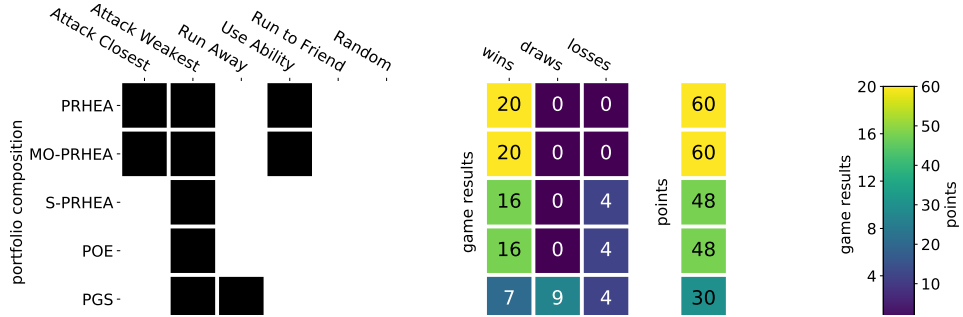 Attack Closest
Attack Weakest
Run Away
Use Ability
Run to Friend
Random
portfolio composition
PRHEA
MO-PRHEA
S-PRHEA
POE
PGS
wins
draws
losses
game results
20 0 0
20 0 0
16 0 4
16 0 4
7 9 4
points
60
60
48
48
30
game results
20
16
12
8
4
60
50
40
30
20
10
points